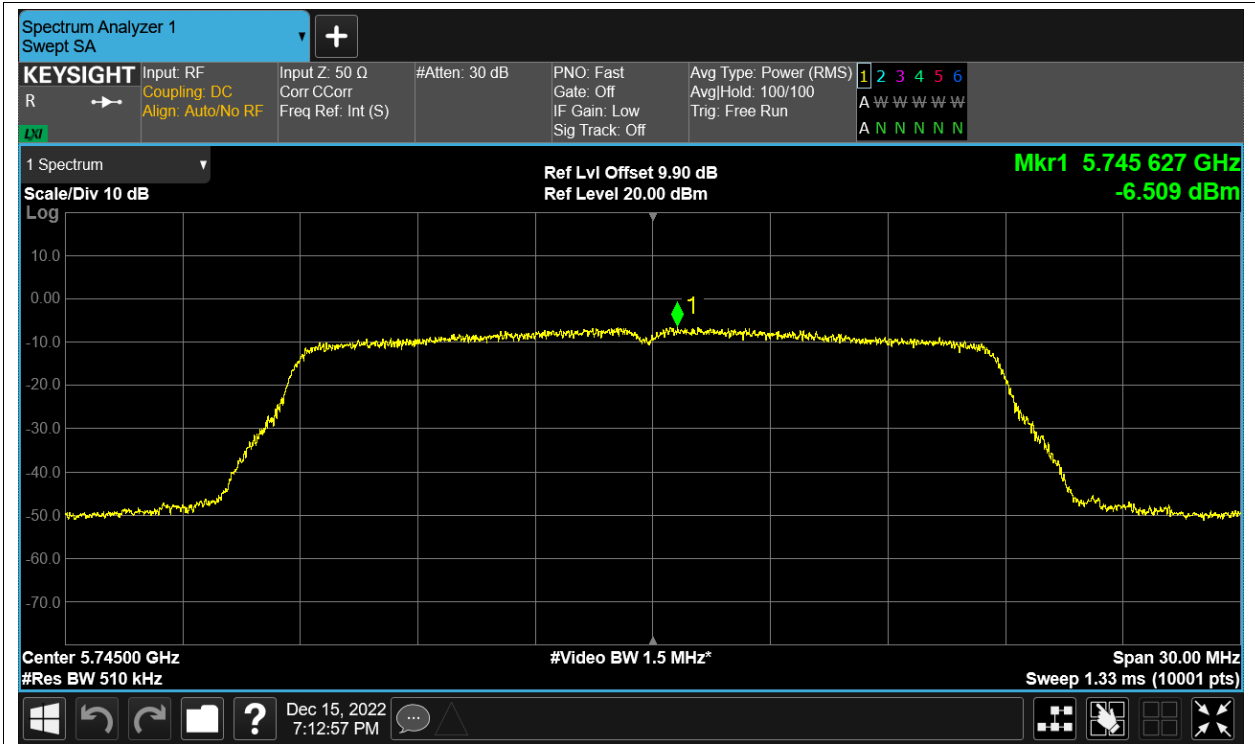 Spectrum Analyzer 1
Swept SA
KEYSIGHT
R
LXI
Input: RF
Coupling: DC
Align: Auto/No RF
Input Z: 50 Ω
Corr CCorr
Freq Ref: Int (S)
#Atten: 30 dB
PNO: Fast
Gate: Off
IF Gain: Low
Sig Track: Off
Avg Type: Power (RMS)
Avg|Hold: 100/100
Trig: Free Run
1 2 3 4 5 6
A W W W W W
A N N N N N
1 Spectrum
Scale/Div 10 dB
Log
Ref Lvl Offset 9.90 dB
Ref Level 20.00 dBm
Mkr1 5.745 627 GHz
-6.509 dBm
10.0
0.00
-10.0
-20.0
-30.0
-40.0
-50.0
-60.0
-70.0
1
Center 5.74500 GHz
#Res BW 510 kHz
#Video BW 1.5 MHz*
Span 30.00 MHz
Sweep 1.33 ms (10001 pts)
?
Dec 15, 2022
7:12:57 PM